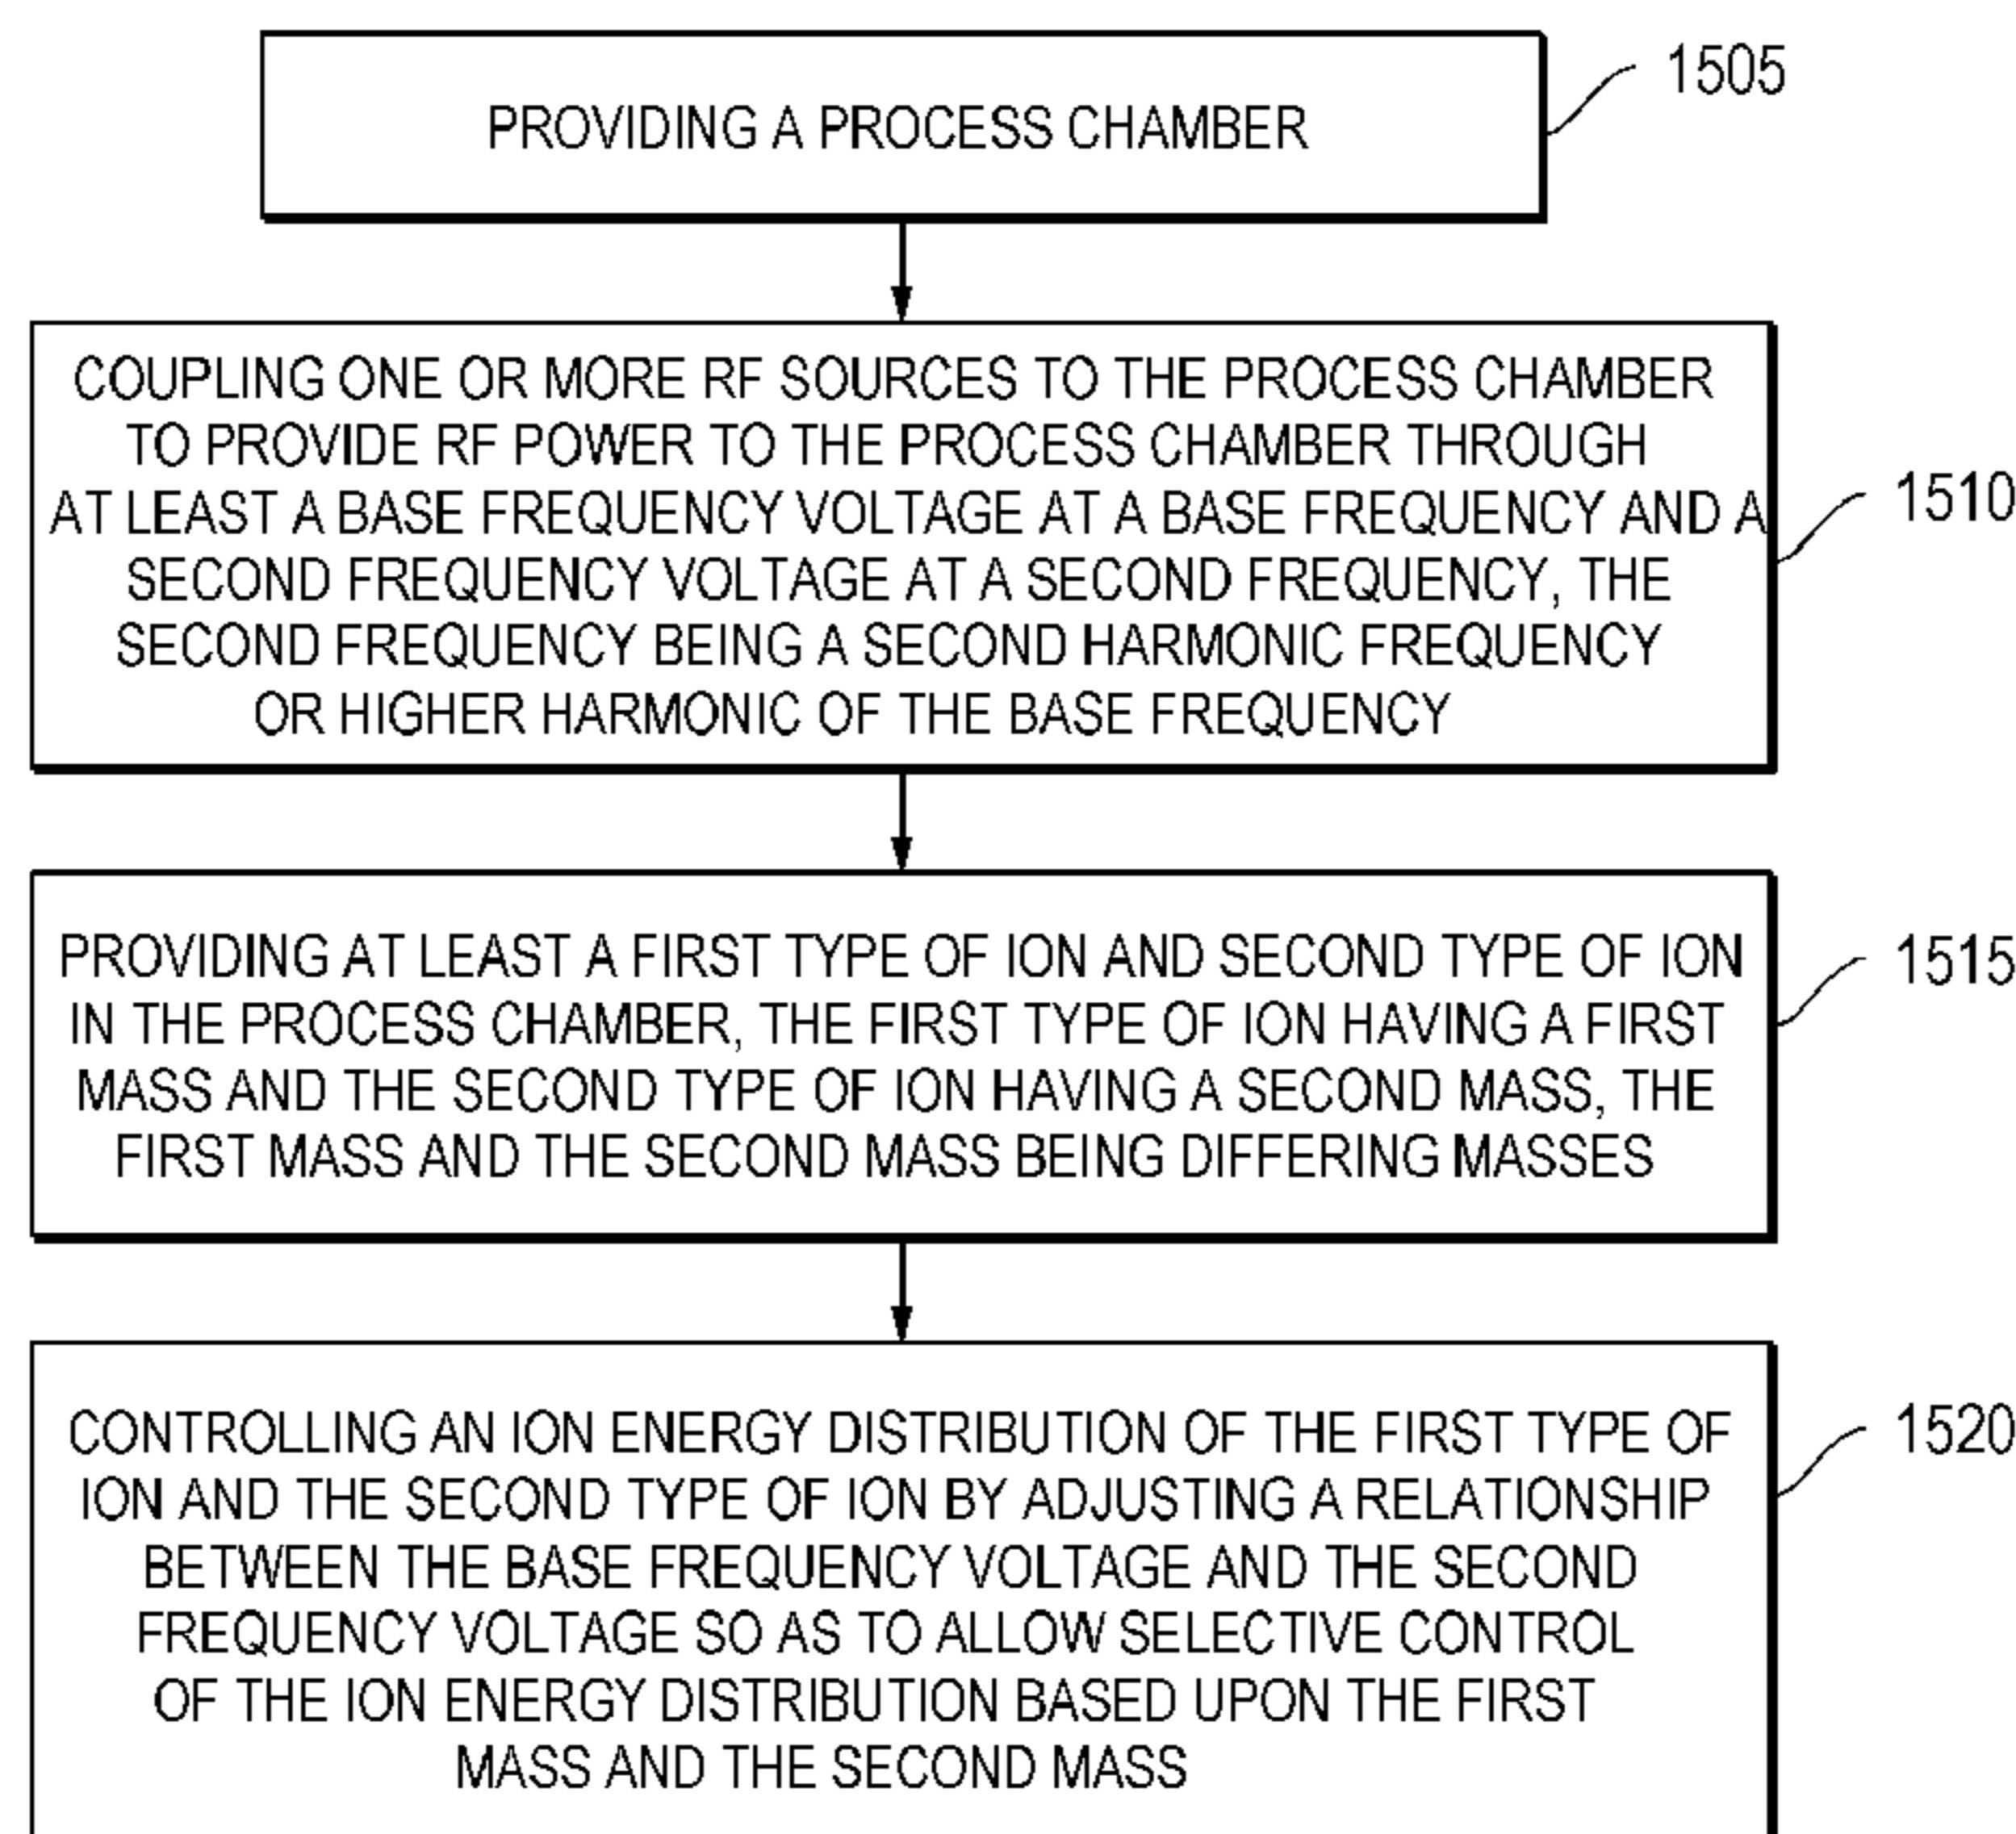 PROVIDING A PROCESS CHAMBER
1505
COUPLING ONE OR MORE RF SOURCES TO THE PROCESS CHAMBER
TO PROVIDE RF POWER TO THE PROCESS CHAMBER THROUGH
AT LEAST A BASE FREQUENCY VOLTAGE AT A BASE FREQUENCY AND A
SECOND FREQUENCY VOLTAGE AT A SECOND FREQUENCY, THE
SECOND FREQUENCY BEING A SECOND HARMONIC FREQUENCY
OR HIGHER HARMONIC OF THE BASE FREQUENCY
1510
PROVIDING AT LEAST A FIRST TYPE OF ION AND SECOND TYPE OF ION
IN THE PROCESS CHAMBER, THE FIRST TYPE OF ION HAVING A FIRST
MASS AND THE SECOND TYPE OF ION HAVING A SECOND MASS, THE
FIRST MASS AND THE SECOND MASS BEING DIFFERING MASSES
1515
CONTROLLING AN ION ENERGY DISTRIBUTION OF THE FIRST TYPE OF
ION AND THE SECOND TYPE OF ION BY ADJUSTING A RELATIONSHIP
BETWEEN THE BASE FREQUENCY VOLTAGE AND THE SECOND
FREQUENCY VOLTAGE SO AS TO ALLOW SELECTIVE CONTROL
OF THE ION ENERGY DISTRIBUTION BASED UPON THE FIRST
MASS AND THE SECOND MASS
1520